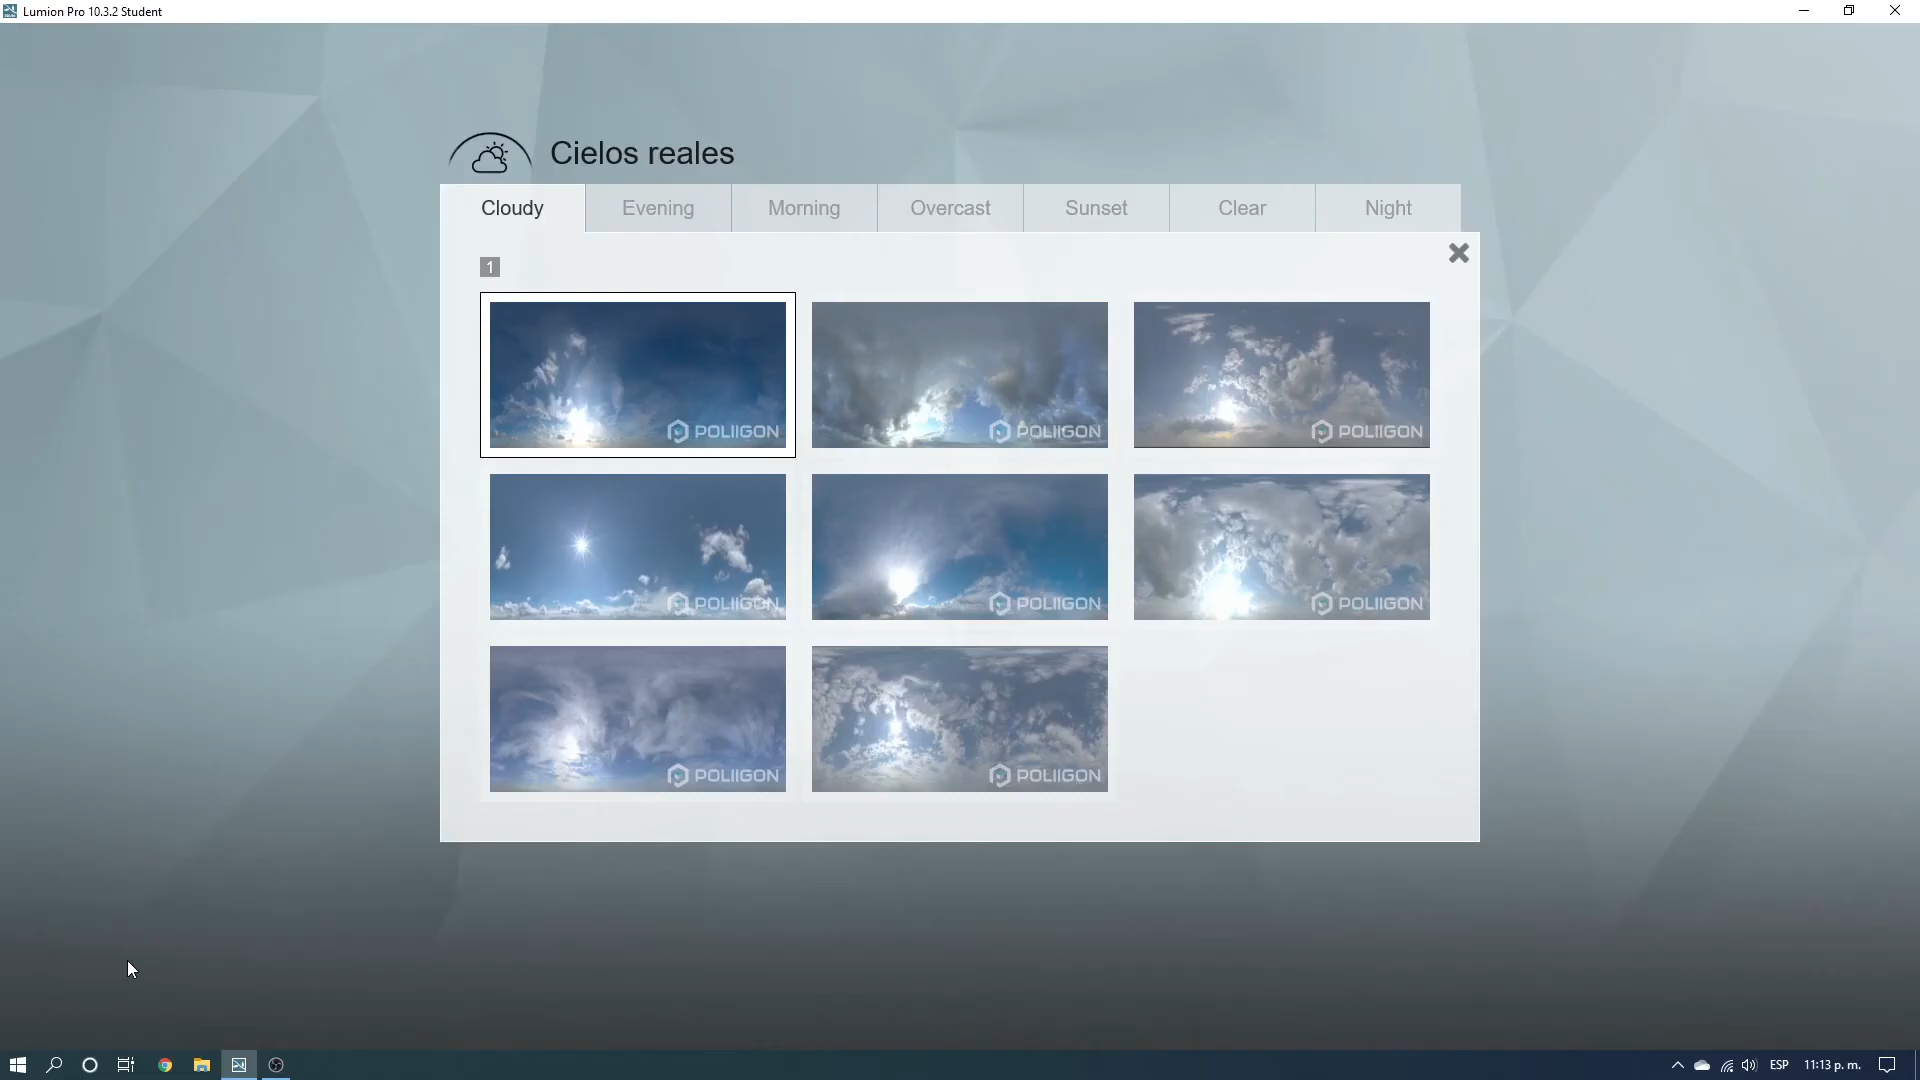 Lumion Pro 10.3.2 Student
Cielos reales
Cloudy Evening Morning Overcast Sunset Clear Night
1
POLIIGON POLIIGON POLIIGON
POLIIGON POLIIGON POLIIGON
POLIIGON POLIIGON
ESP 11:13 p. m.